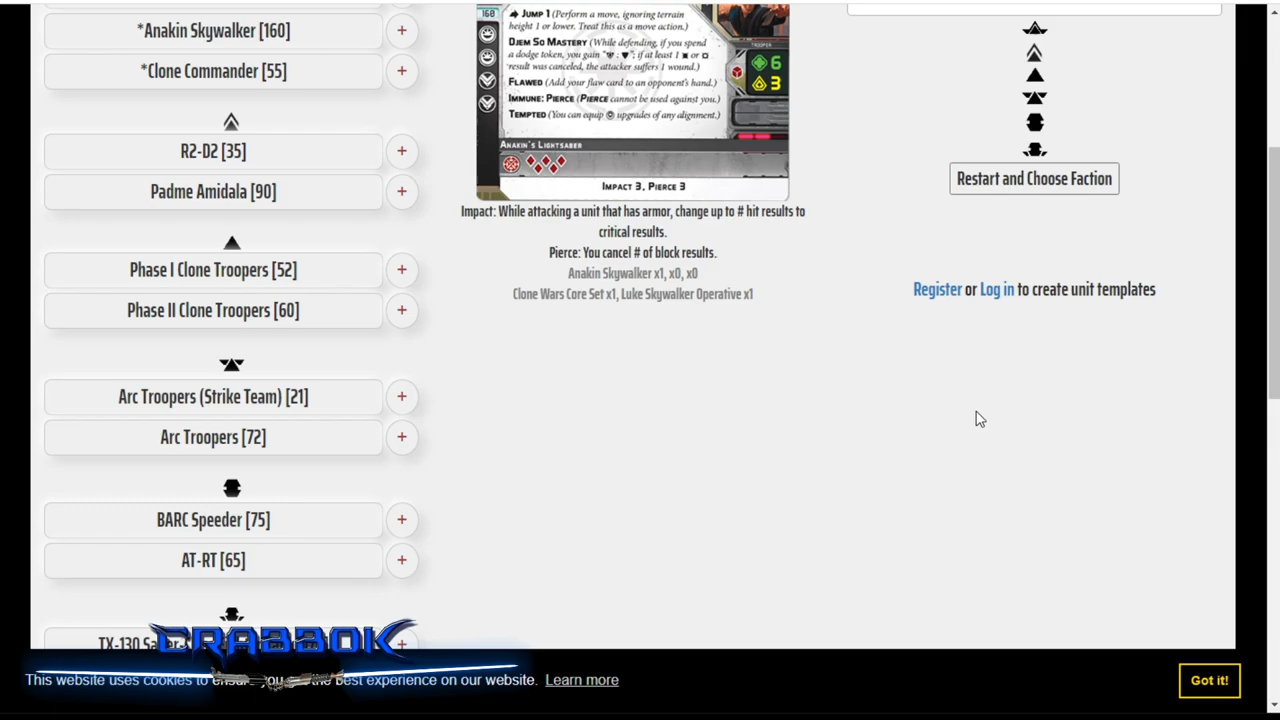 *Anakin Skywalker [160]
+
*Clone Commander [55]
+
R2-D2 [35]
+
Padme Amidala [90]
+
Phase I Clone Troopers [52]
+
Phase II Clone Troopers [60]
+
Arc Troopers (Strike Team) [21]
+
Arc Troopers [72]
+
BARC Speeder [75]
+
AT-RT [65]
+
TX-130
+
160
JUMP 1 (Perform a move, ignoring terrain
height 1 or lower. Treat this as a move action.)
DJEM SO MASTERY (While defending, if you spend
a dodge token, you gain
if at least 1 or
result was canceled, the attacker suffers 1 wound.)
FLAWED (Add your flaw card to an opponent's hand.)
IMMUNE: PIERCE (PIERCE cannot be used against you.)
TEMPTED (You can equip upgrades of any alignment.)
TROOPER
6
3
ANAKIN'S LIGHTSABER
IMPACT 3, PIERCE 3
Impact: While attacking a unit that has armor, change up to # hit results to
critical results.
Pierce: You cancel # of block results.
Anakin Skywalker x1, x0, x0
Clone Wars Core Set x1, Luke Skywalker Operative x1
Restart and Choose Faction
Register or Log in to create unit templates
CRABBOK
This website uses cookies to ensure you get the best experience on our website. Learn more
Got it!